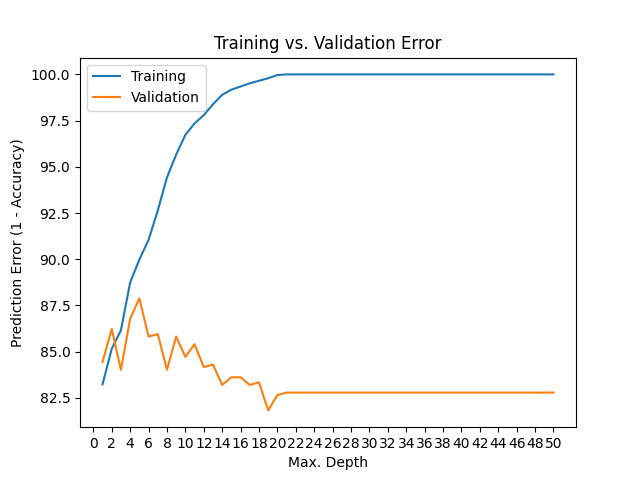 Training vs. Validation Error
Training
Validation
100.0
97.5
95.0
92.5
90.0
87.5
85.0
82.5
Prediction Error (1 - Accuracy)
0 2 4 6 8 10 12 14 16 18 20 22 24 26 28 30 32 34 36 38 40 42 44 46 48 50
Max. Depth